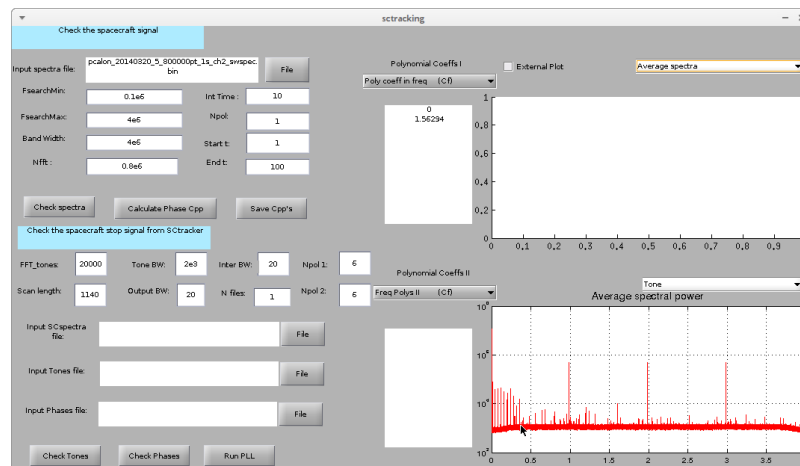 sctracking
Check the spacecraft signal
Input spectra file:
pcalon_20140320_5_800000pt_1s_ch2_swspec.
bin
File
FsearchMin:
0.1e6
Int Time :
10
FsearchMax:
4e6
Npol:
1
Band Width:
4e6
Start t:
1
Nfft :
0.8e6
End t:
100
Check spectra
Calculate Phase Cpp
Save Cpp's
Polynomial Coeffs I
Poly coeff in freq (Cf)
0
1.56294
External Plot
Average spectra
1
0.8
0.6
0.4
0.2
0
0 0.1 0.2 0.3 0.4 0.5 0.6 0.7 0.8 0.9
Check the spacecraft stop signal from SCtracker
FFT_tones:
20000
Tone BW:
2e3
Inter BW:
20
Npol 1:
6
Scan length:
1140
Output BW:
20
N files:
1
Npol 2:
6
Input SCspectra
file:
File
Input Tones file:
File
Input Phases file:
File
Check Tones
Check Phases
Run PLL
Polynomial Coeffs II
Freq Polys II (Cf)
Tone
Average spectral power
0 0.5 1 1.5 2 2.5 3 3.5